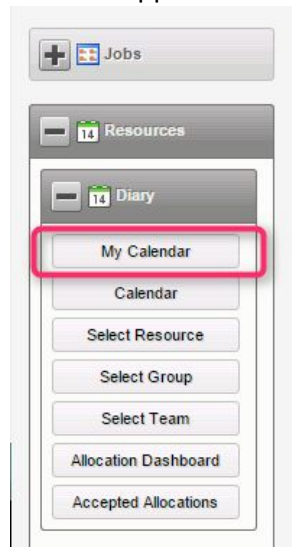 Jobs
14 Resources
14 Diary
My Calendar
Calendar
Select Resource
Select Group
Select Team
Allocation Dashboard
Accepted Allocations